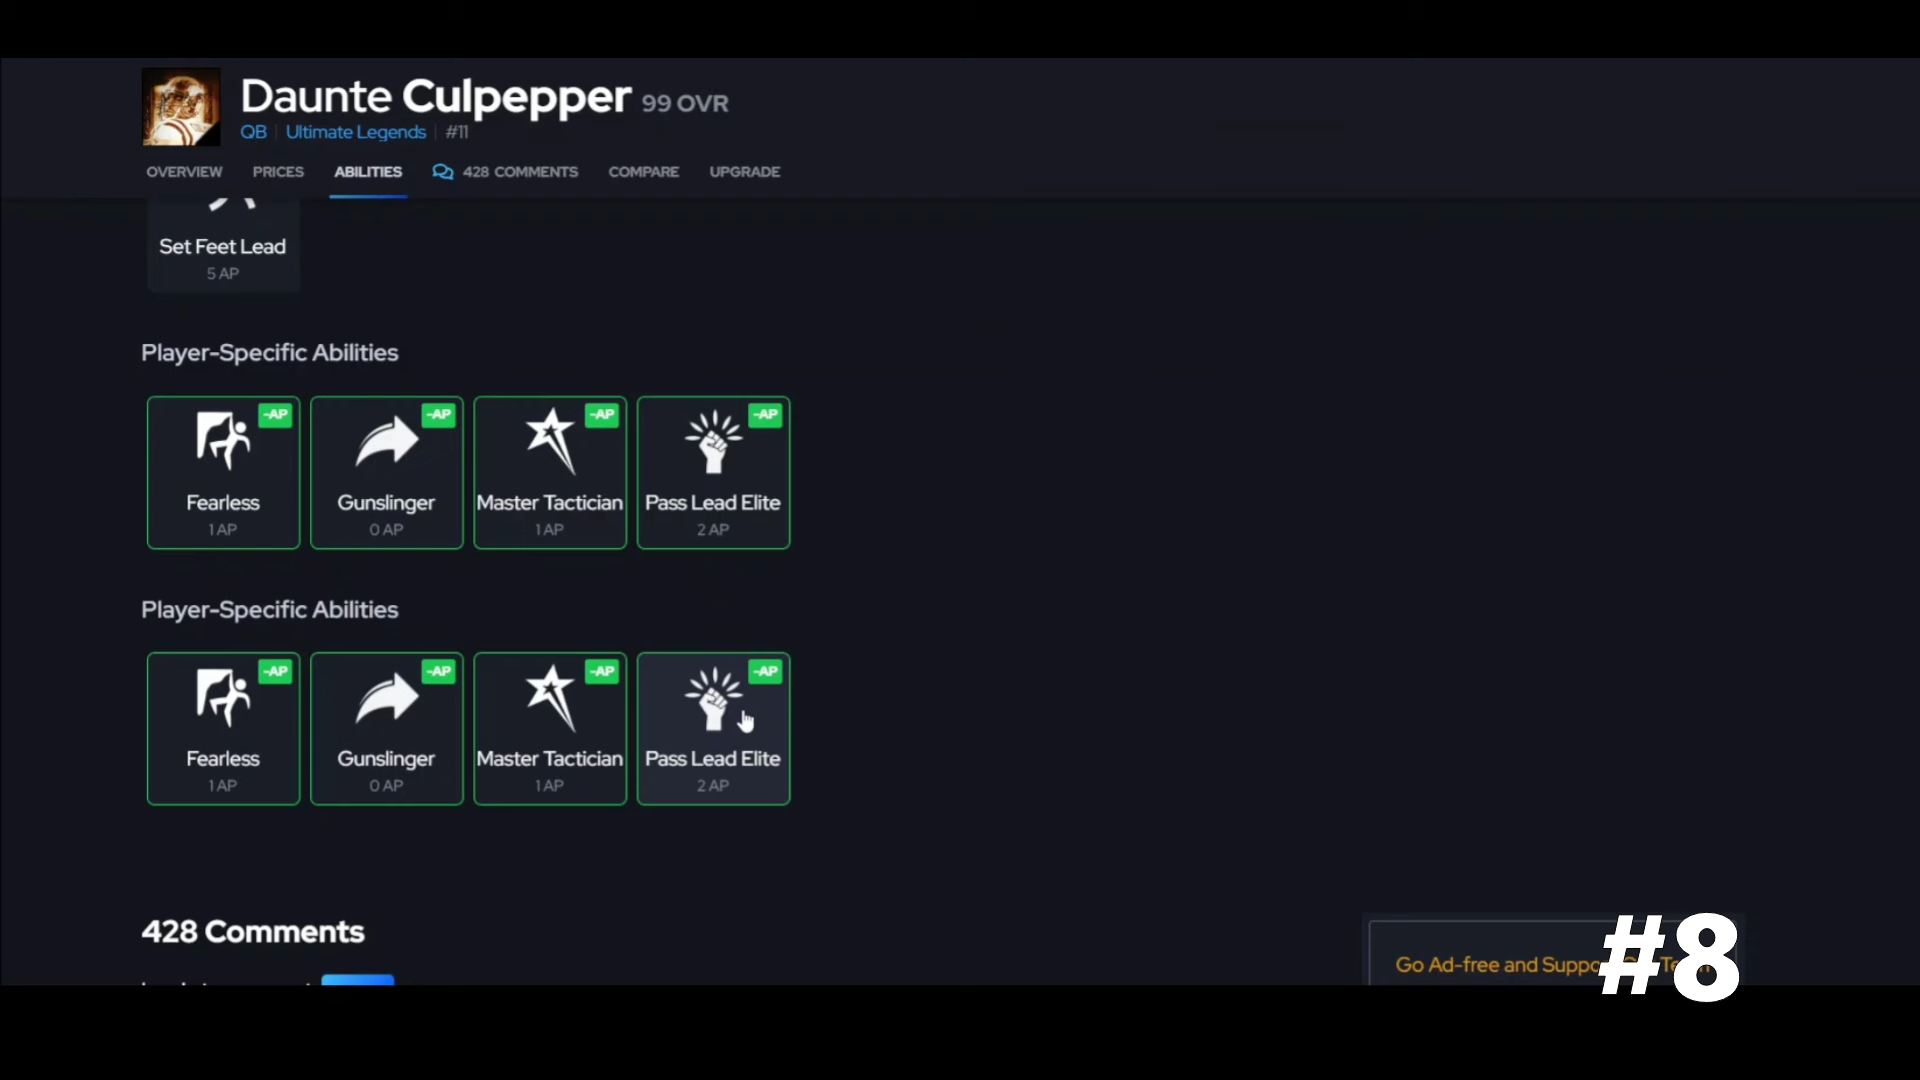 Daunte Culpepper 99 OVR
QB Ultimate Legends #11
OVERVIEW PRICES ABILITIES 428 COMMENTS COMPARE UPGRADE
Set Feet Lead
5 AP
Player-Specific Abilities
-AP -AP -AP -AP
Fearless Gunslinger Master Tactician Pass Lead Elite
1 AP 0 AP 1 AP 2 AP
Player-Specific Abilities
-AP -AP -AP -AP
Fearless Gunslinger Master Tactician Pass Lead Elite
1 AP 0 AP 1 AP 2 AP
428 Comments
Go Ad-free and
#8